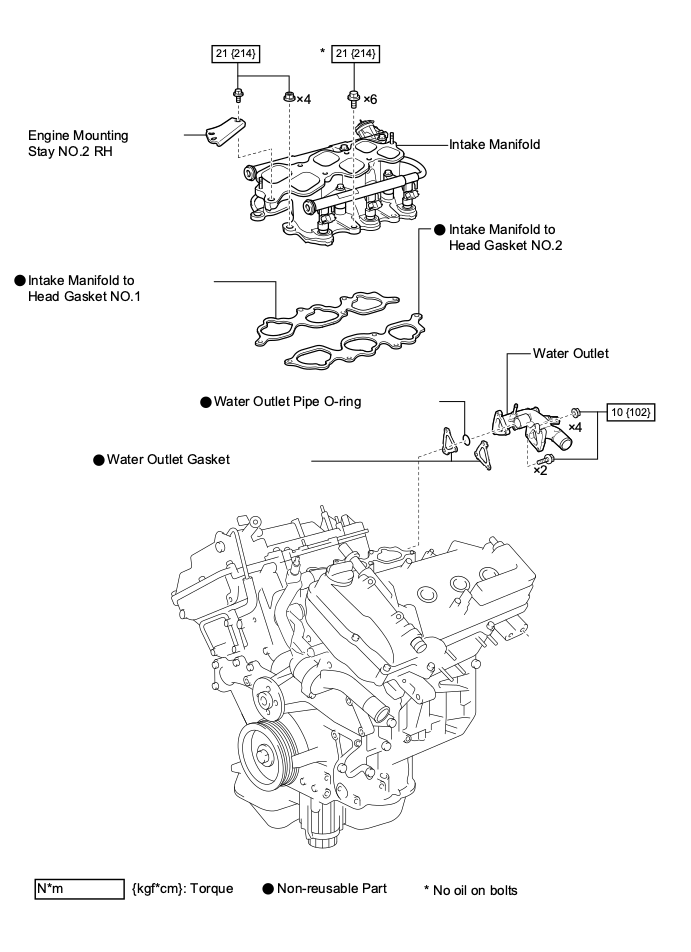 21 {214}
* 21 {214}
×4
×6
Engine Mounting
Stay NO.2 RH
Intake Manifold
● Intake Manifold to
Head Gasket NO.2
● Intake Manifold to
Head Gasket NO.1
Water Outlet
● Water Outlet Pipe O-ring
10 {102}
×4
● Water Outlet Gasket
×2
N*m {kgf*cm}: Torque ● Non-reusable Part * No oil on bolts